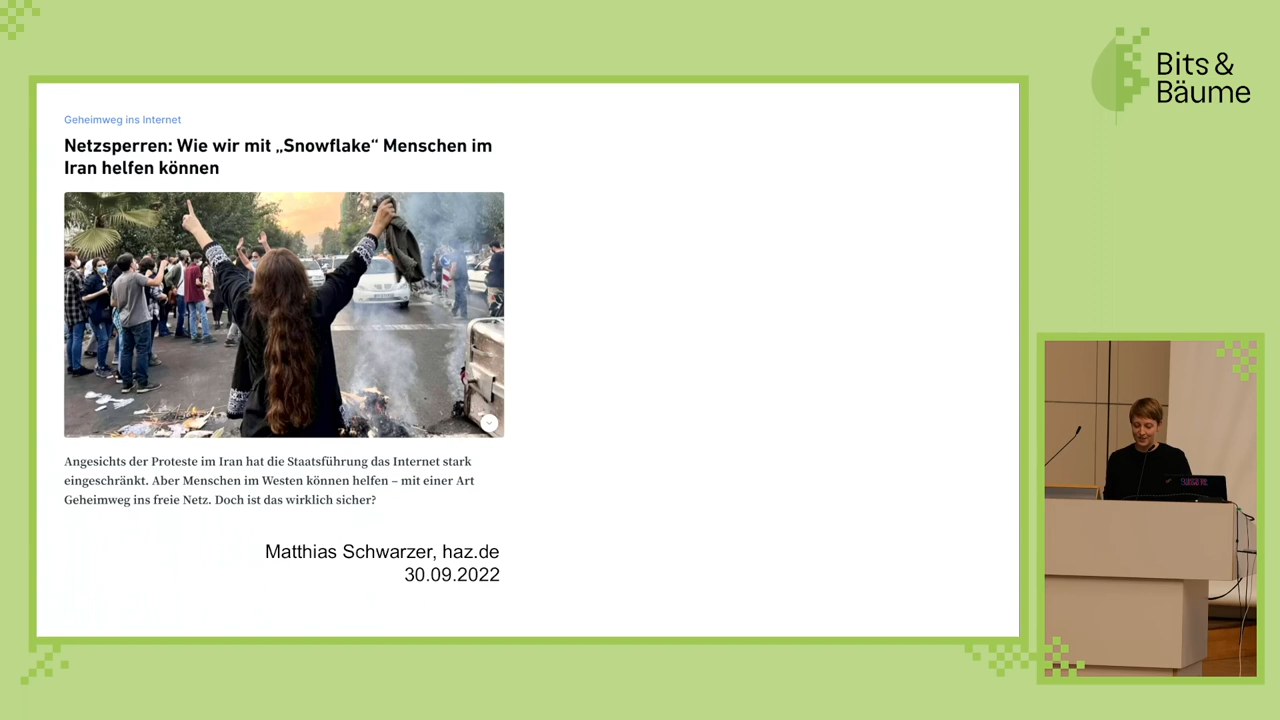 Bits &
Bäume
Geheimweg ins Internet
Netzsperren: Wie wir mit „Snowflake“ Menschen im
Iran helfen können
Angesichts der Proteste im Iran hat die Staatsführung das Internet stark
eingeschränkt. Aber Menschen im Westen können helfen – mit einer Art
Geheimweg ins freie Netz. Doch ist das wirklich sicher?
Matthias Schwarzer, haz.de
30.09.2022